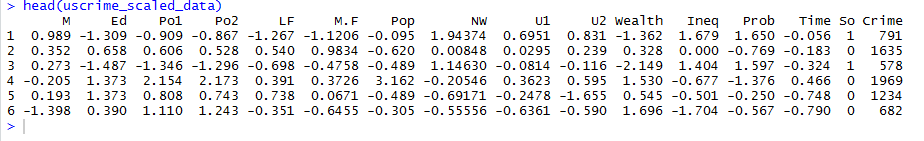 > head(uscrime_scaled_data)
M Ed Po1 Po2 LF M.F Pop NW U1 U2 Wealth Ineq Prob Time So Crime
1 0.989 -1.309 -0.909 -0.867 -1.267 -1.1206 -0.095 1.94374 0.6951 0.831 -1.362 1.679 1.650 -0.056 1 791
2 0.352 0.658 0.606 0.528 0.540 0.9834 -0.620 0.00848 0.0295 0.239 0.328 0.000 -0.769 -0.183 0 1635
3 0.273 -1.487 -1.346 -1.296 -0.698 -0.4758 -0.489 1.14630 -0.0814 -0.116 -2.149 1.404 1.597 -0.324 1 578
4 -0.205 1.373 2.154 2.173 0.391 0.3726 3.162 -0.20546 0.3623 0.595 1.530 -0.677 -1.376 0.466 0 1969
5 0.193 1.373 0.808 0.743 0.738 0.0671 -0.489 -0.69171 -0.2478 -1.655 0.545 -0.501 -0.250 -0.748 0 1234
6 -1.398 0.390 1.110 1.243 -0.351 -0.6455 -0.305 -0.55556 -0.6361 -0.590 1.696 -1.704 -0.567 -0.790 0 682
>